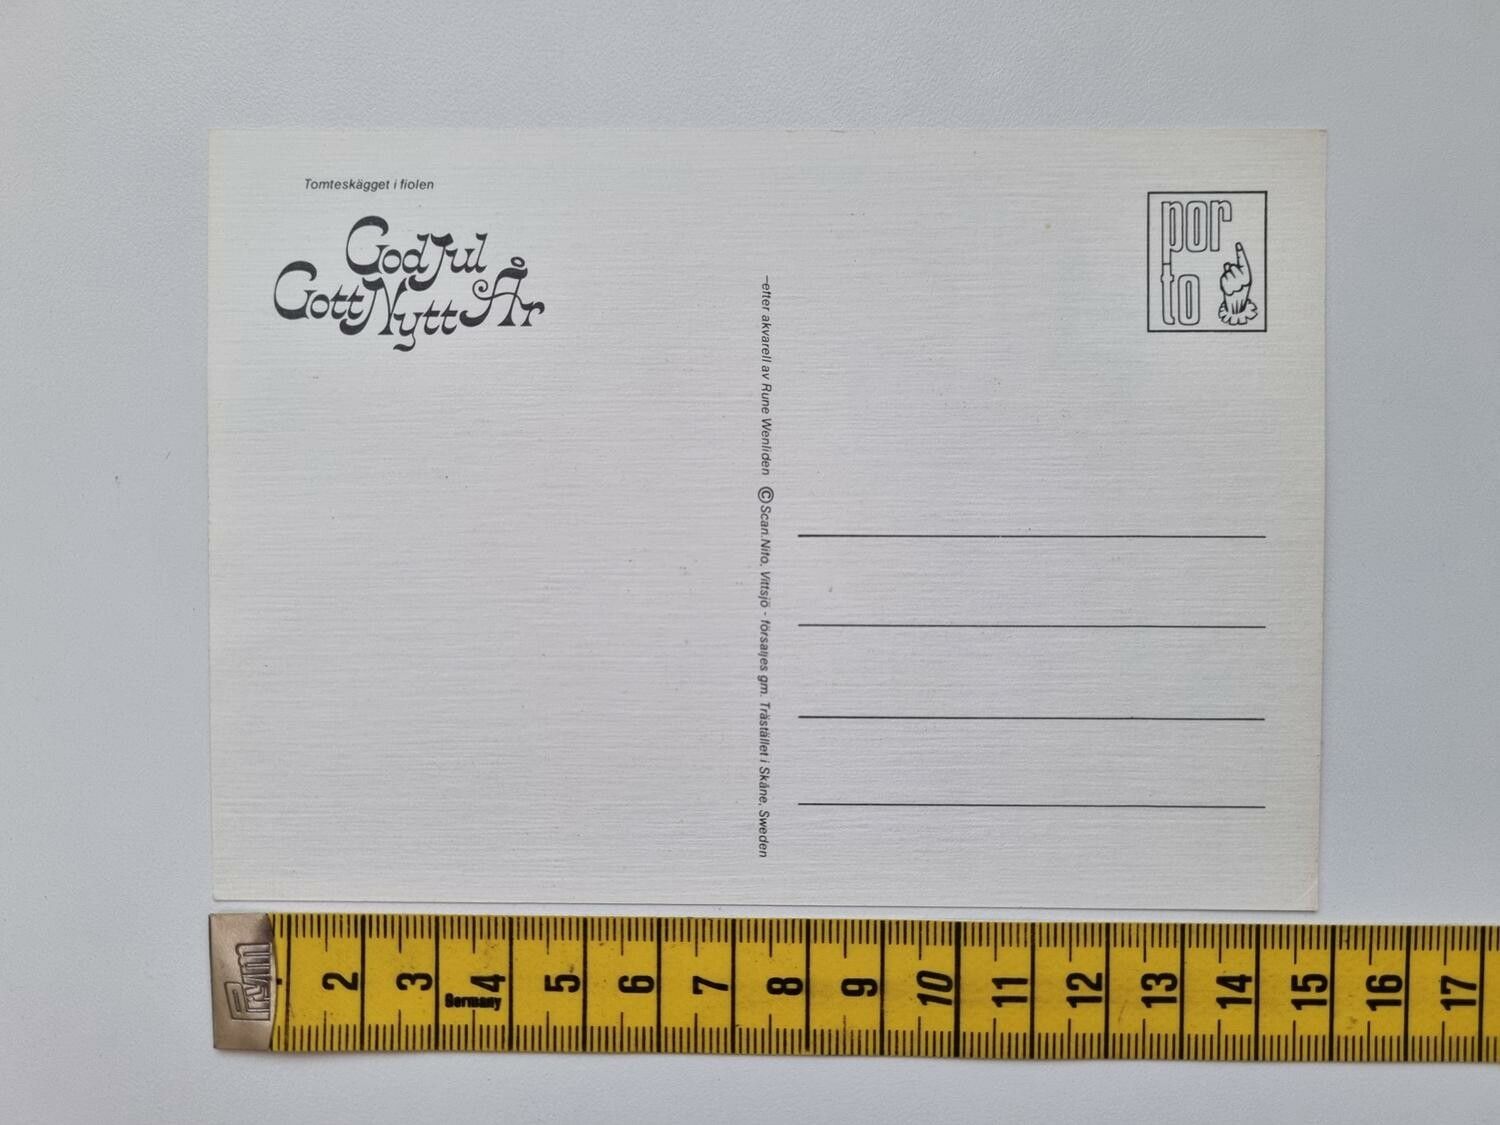 Tomteskägget i fiolen
God Jul
Gott Nytt År
por
to
–efter akvarell av Rune Wenliden © Scan.Nito, Vittsjö - försäljes gm. Trästället i Skåne, Sweden
Prym
2 3 4 5 6 7 8 9 10 11 12 13 14 15 16 17
Germany